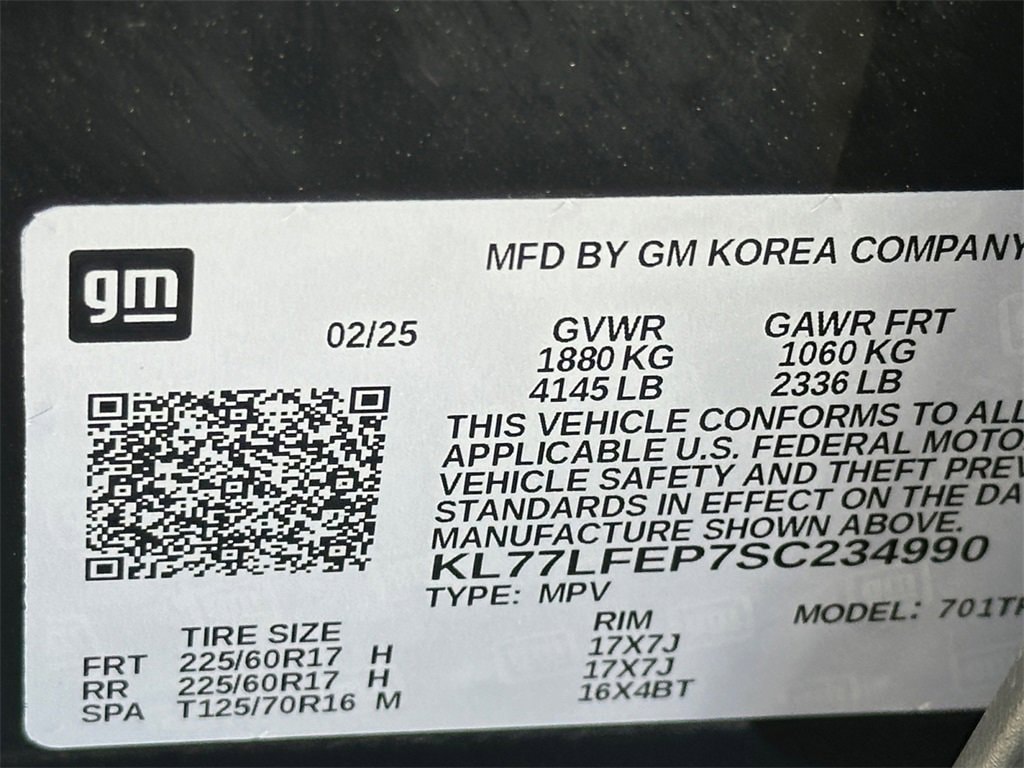 gm
MFD BY GM KOREA COMPANY
02/25
GVWR GAWR FRT
1880 KG 1060 KG
4145 LB 2336 LB
THIS VEHICLE CONFORMS TO ALL
APPLICABLE U.S. FEDERAL MOTO
VEHICLE SAFETY AND THEFT PREV
STANDARDS IN EFFECT ON THE DA
MANUFACTURE SHOWN ABOVE.
KL77LFEP7SC234990
TYPE: MPV
MODEL: 701T
TIRE SIZE RIM
FRT 225/60R17 H 17X7J
RR 225/60R17 H 17X7J
SPA T125/70R16 M 16X4BT